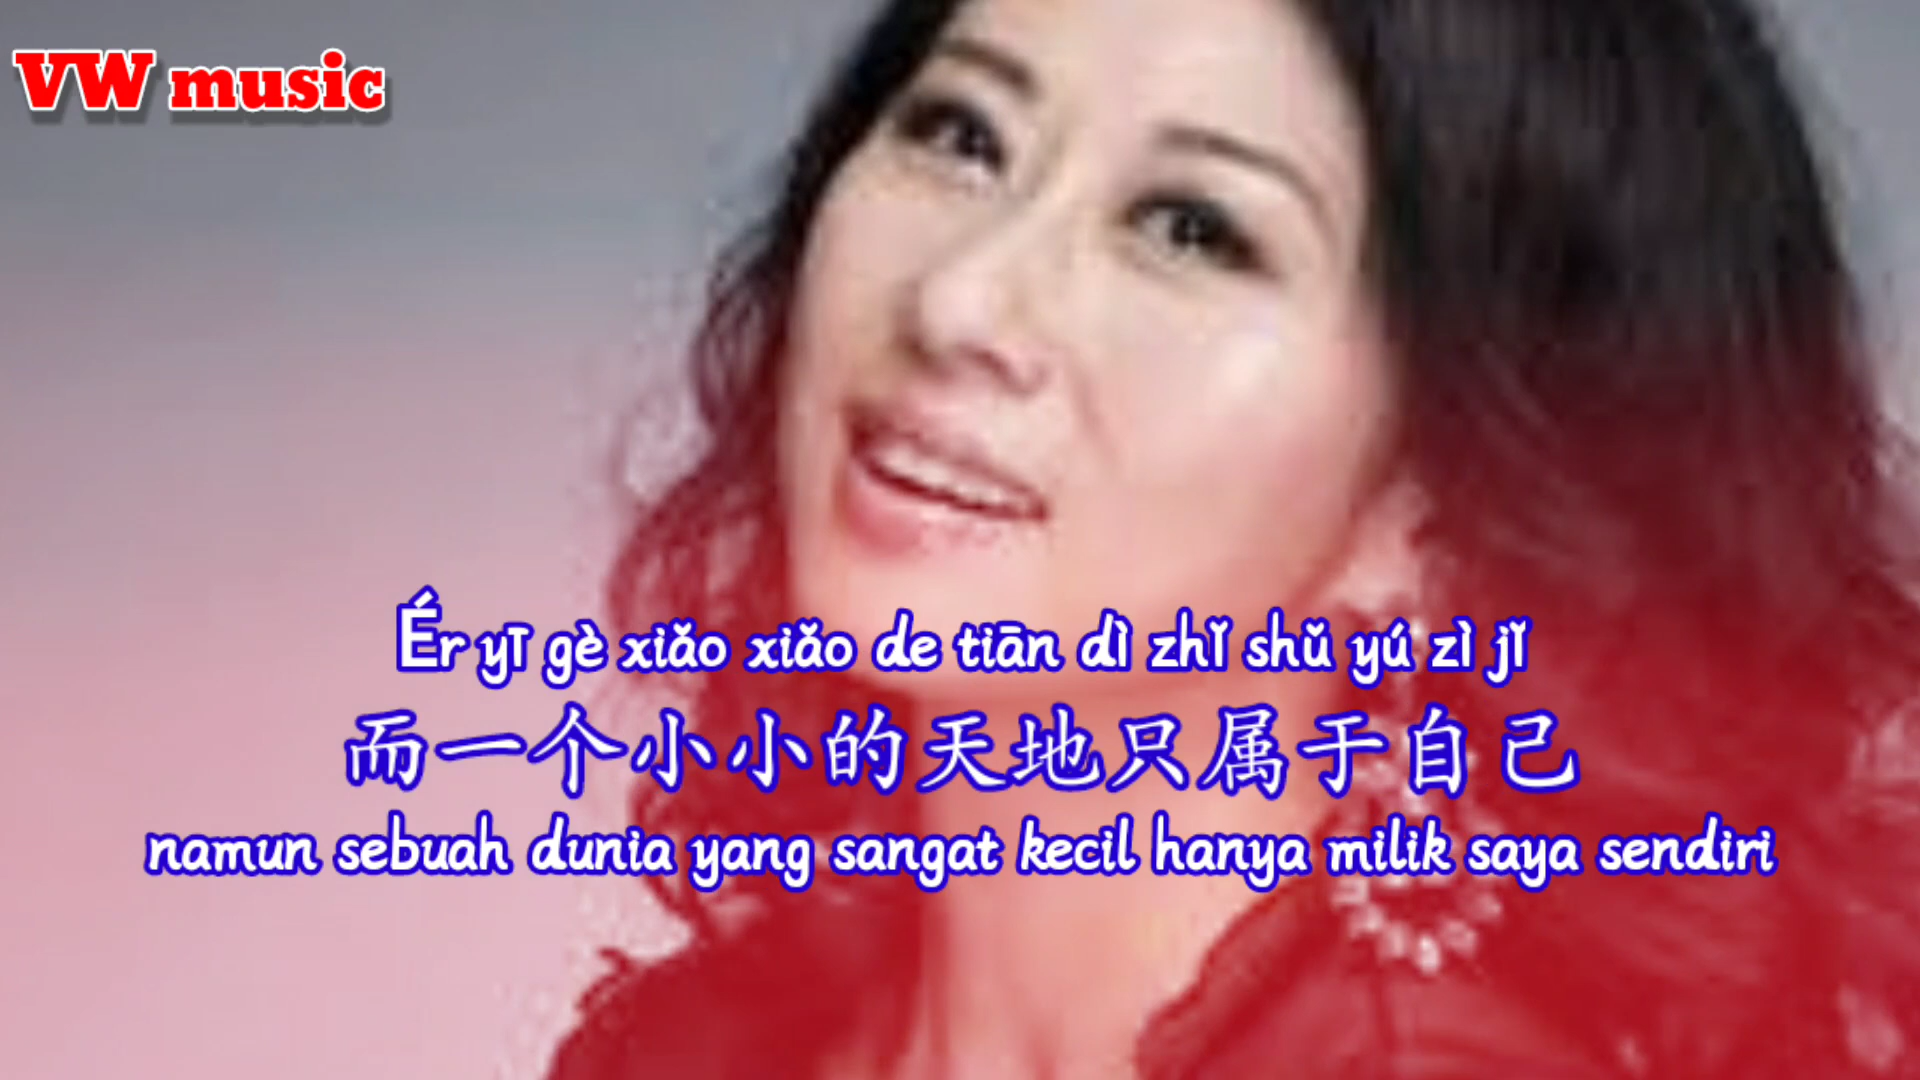 VW music
Ér yī gè xiǎo xiǎo de tiān dì zhǐ shǔ yú zì jǐ
而一个小小的天地只属于自己
namun sebuah dunia yang sangat kecil hanya milik saya sendiri